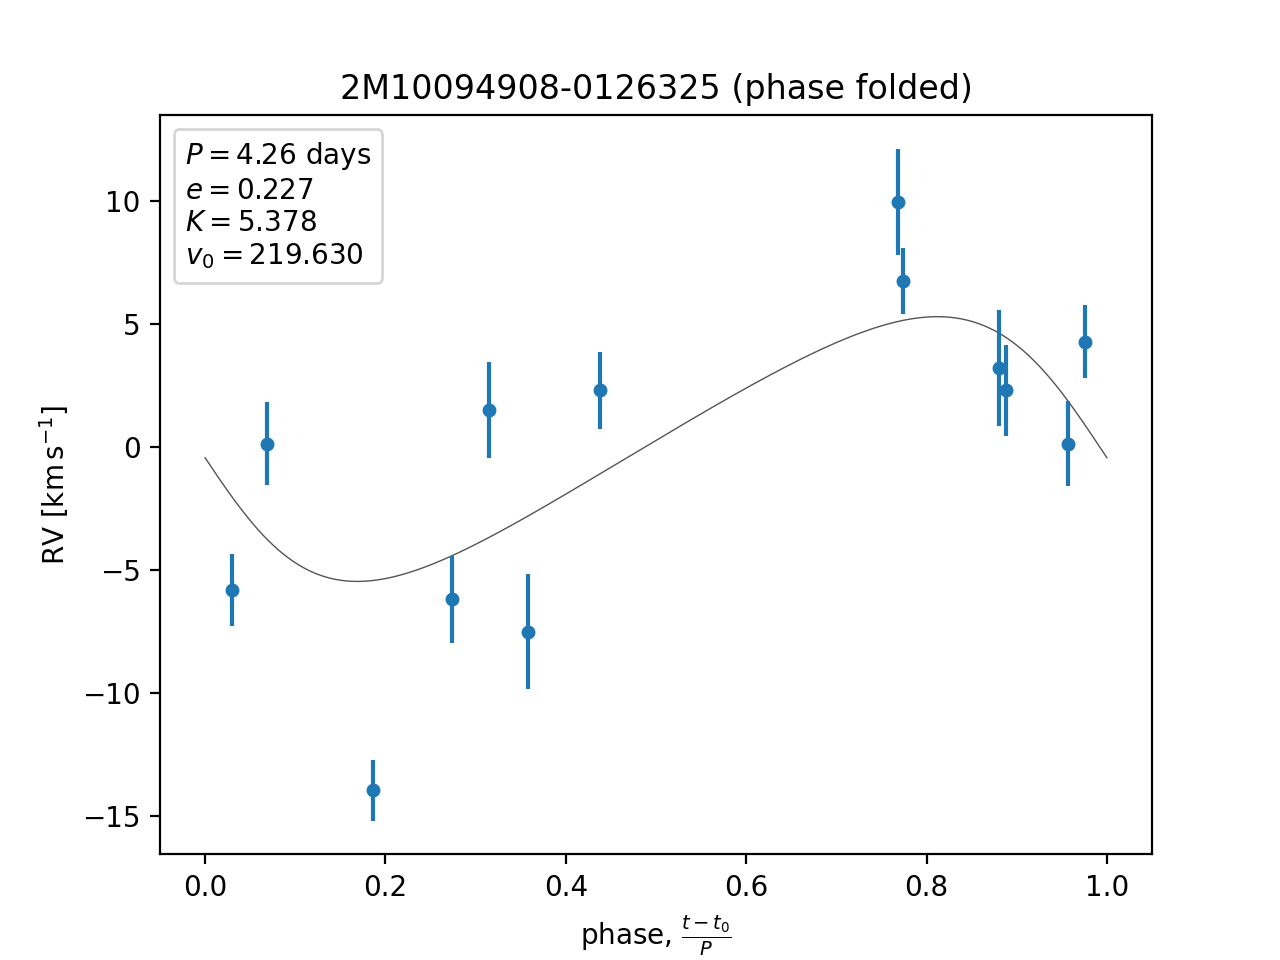 2M10094908-0126325 (phase folded)
P = 4.26 days
e = 0.227
K = 5.378
v₀ = 219.630
10
5
0
−5
−10
−15
RV [km s⁻¹]
0.0 0.2 0.4 0.6 0.8 1.0
phase, (t − t₀)/P